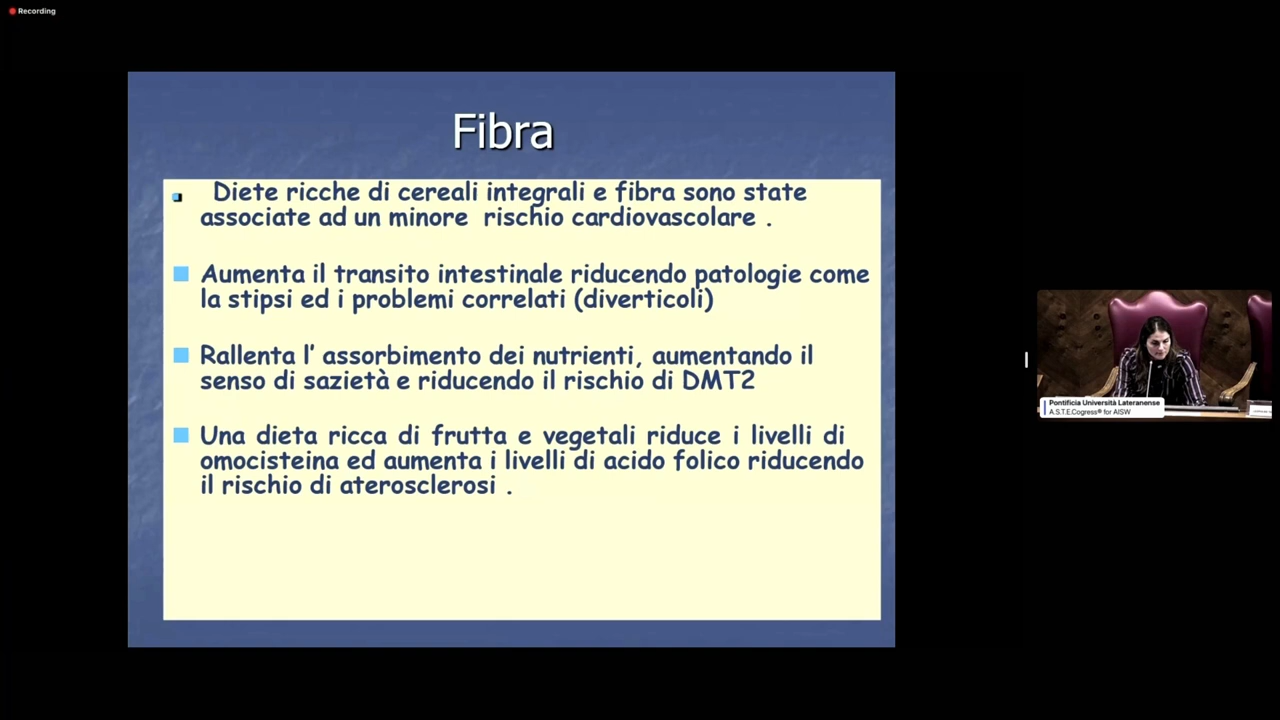 Recording
Fibra
Diete ricche di cereali integrali e fibra sono state
associate ad un minore rischio cardiovascolare .
Aumenta il transito intestinale riducendo patologie come
la stipsi ed i problemi correlati (diverticoli)
Rallenta l' assorbimento dei nutrienti, aumentando il
senso di sazietà e riducendo il rischio di DMT2
Una dieta ricca di frutta e vegetali riduce i livelli di
omocisteina ed aumenta i livelli di acido folico riducendo
il rischio di aterosclerosi .
Pontificia Università Lateranense
A.S.T.E.Cogress® for AISW